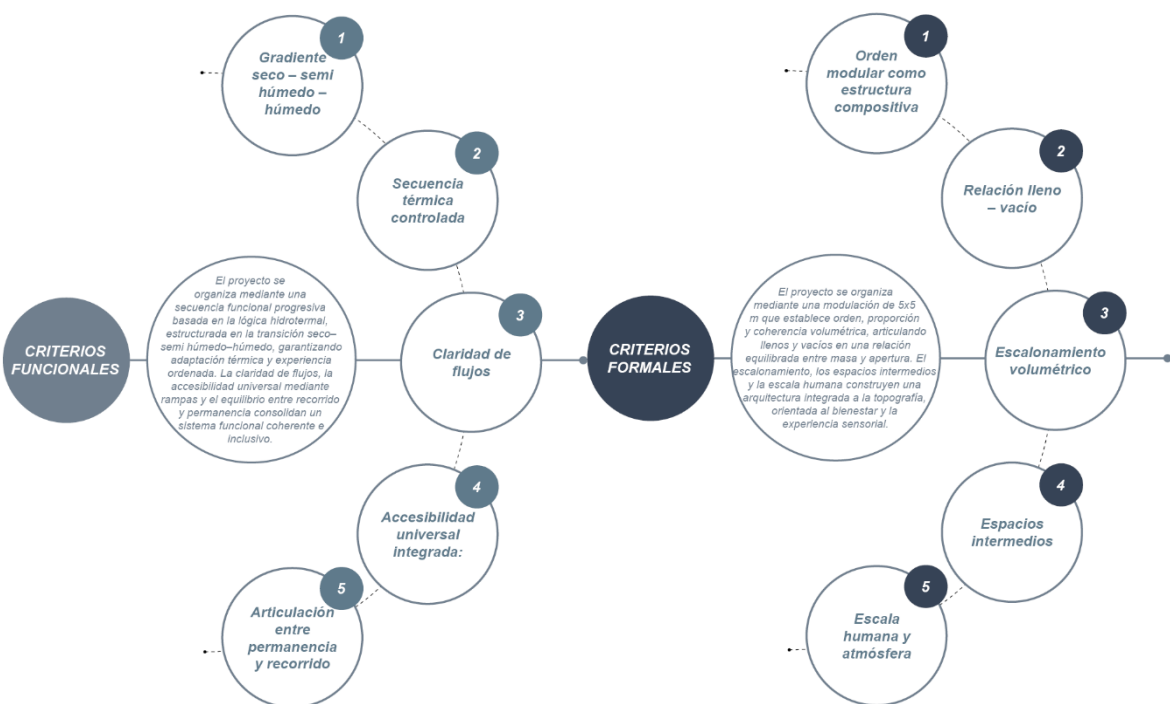 CRITERIOS
FUNCIONALES
El proyecto se
organiza mediante una
secuencia funcional progresiva
basada en la lógica hidrotermal,
estructurada en la transición seco–
semi húmedo–húmedo, garantizando
adaptación térmica y experiencia
ordenada. La claridad de flujos, la
accesibilidad universal mediante
rampas y el equilibrio entre recorrido
y permanencia consolidan un
sistema funcional coherente e
inclusivo.
1
Gradiente
seco – semi
húmedo –
húmedo
2
Secuencia
térmica
controlada
3
Claridad de
flujos
4
Accesibilidad
universal
integrada:
5
Articulación
entre
permanencia
y recorrido
CRITERIOS
FORMALES
El proyecto se organiza
mediante una modulación de 5x5
m que establece orden, proporción
y coherencia volumétrica, articulando
llenos y vacíos en una relación
equilibrada entre masa y apertura. El
escalonamiento, los espacios intermedios
y la escala humana construyen una
arquitectura integrada a la topografía,
orientada al bienestar y la
experiencia sensorial.
1
Orden
modular como
estructura
compositiva
2
Relación lleno
– vacío
3
Escalonamiento
volumétrico
4
Espacios
intermedios
5
Escala
humana y
atmósfera